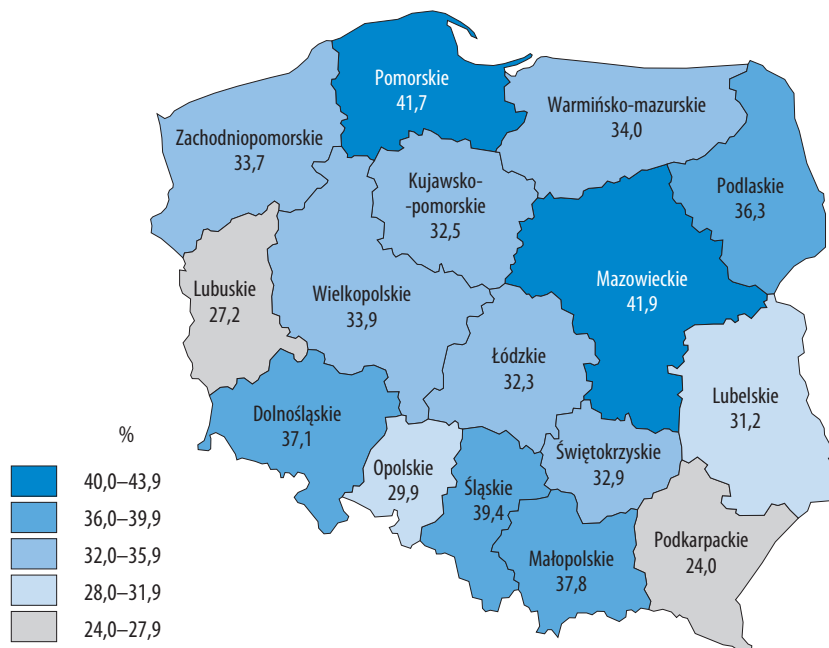 Pomorskie
41,7
Warmińsko-mazurskie
34,0
Zachodniopomorskie
33,7
Kujawsko-
-pomorskie
32,5
Podlaskie
36,3
Lubuskie
27,2
Wielkopolskie
33,9
Mazowieckie
41,9
Łódzkie
32,3
Lubelskie
31,2
Dolnośląskie
37,1
Opolskie
29,9
Śląskie
39,4
Świętokrzyskie
32,9
Małopolskie
37,8
Podkarpackie
24,0
%
40,0–43,9
36,0–39,9
32,0–35,9
28,0–31,9
24,0–27,9